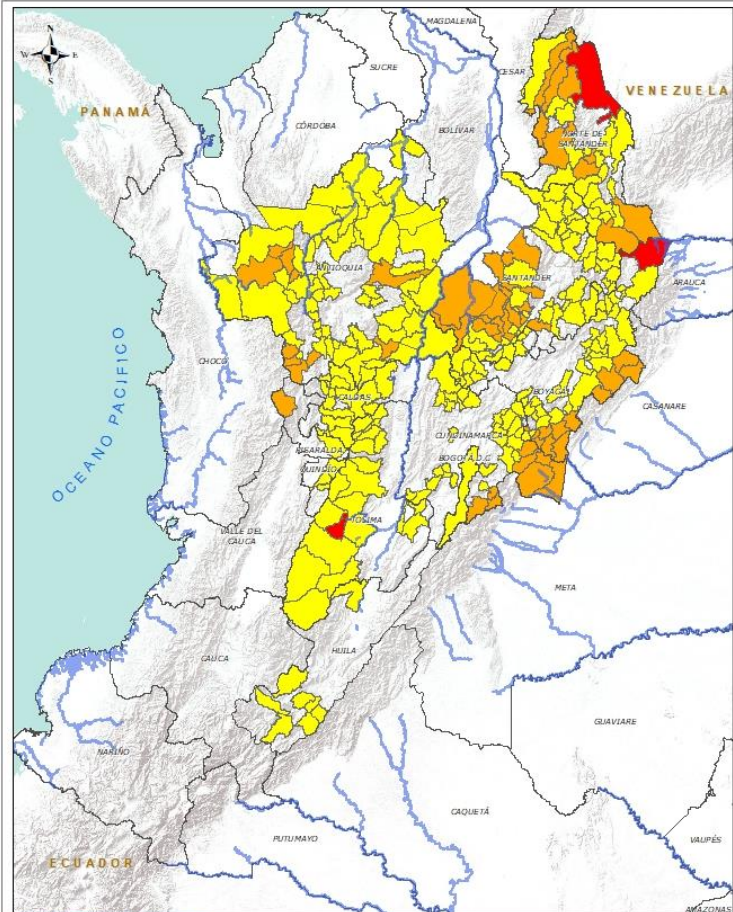 MAGDALENA
N
W E
S
SUCRE
CESAR
VENEZUELA
PANAMÁ
CÓRDOBA
BOLÍVAR
NORTE DE
SANTANDER
ANTIOQUIA
SANTANDER
ARAUCA
CHOCÓ
BOYACÁ
CALDAS
CASANARE
OCEANO PACIFICO
CUNDINAMARCA
RISARALDA
BOGOTÁ, D.C
QUINDIO
TOLIMA
VALLE DEL
CAUCA
META
HUILA
CAUCA
GUAVIARE
NARIÑO
CAQUETÁ
PUTUMAYO
VAUPÉS
ECUADOR
AMAZONAS